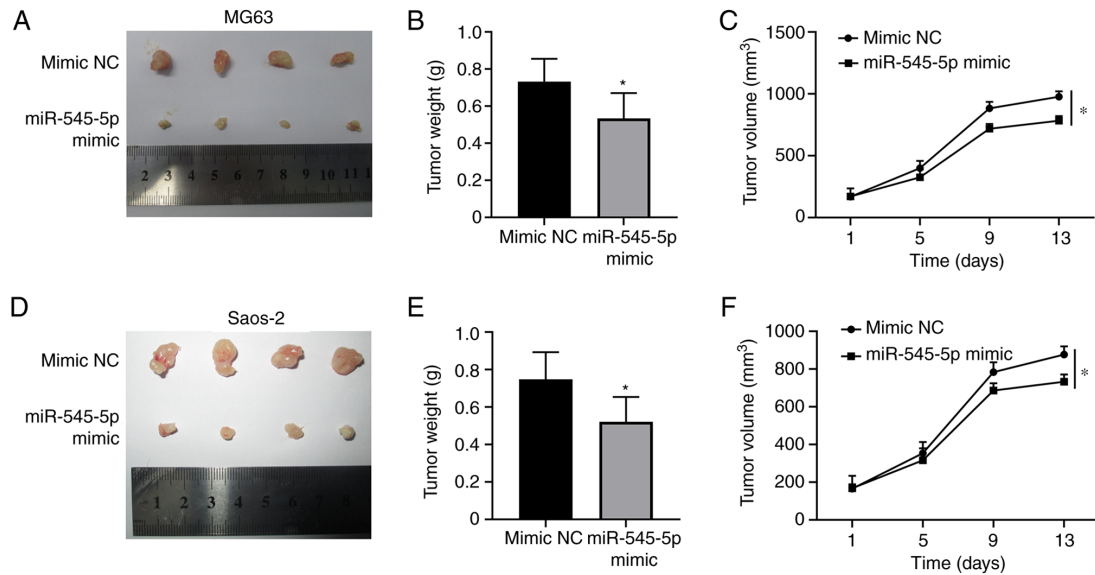 A
MG63
Mimic NC
miR-545-5p
mimic
2 3 4 5 6 7 8 9 10 11 1
B
Tumor weight (g)
1.0
0.8
0.6
0.4
0.2
0
*
Mimic NC miR-545-5p
mimic
C
Tumor volume (mm3)
1500
1000
500
0
Mimic NC
miR-545-5p mimic
*
1 5 9 13
Time (days)
D
Saos-2
Mimic NC
miR-545-5p
mimic
1 2 3 4 5 6 7 8
E
Tumor weight (g)
1.0
0.8
0.6
0.4
0.2
0
*
Mimic NC miR-545-5p
mimic
F
Tumor volume (mm3)
1000
800
600
400
200
0
Mimic NC
miR-545-5p mimic
*
1 5 9 13
Time (days)